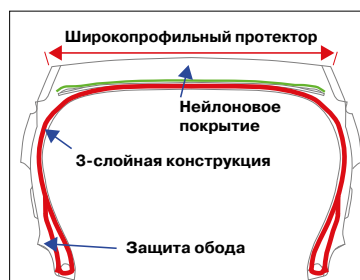 Широкопрофильный протектор
Нейлоновое
покрытие
3-слойная конструкция
Защита обода